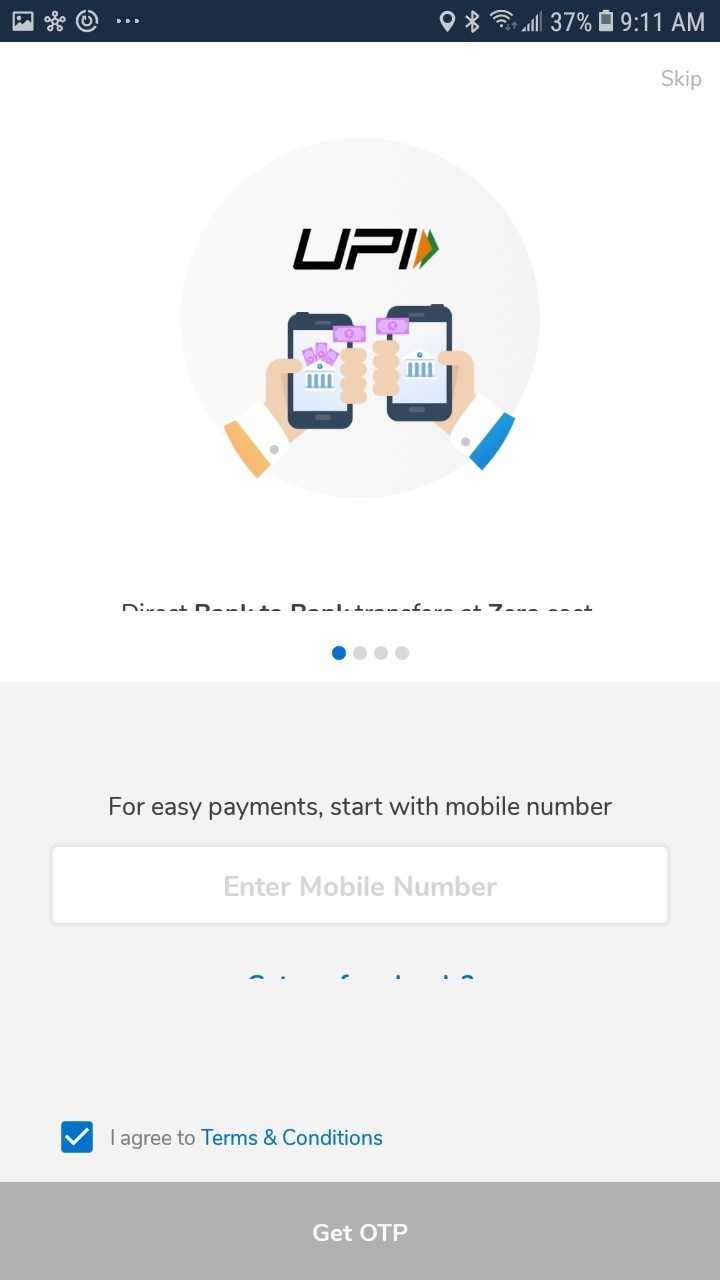 37% 9:11 AM
Skip
UPI
Direct Bank to Bank transfers at Zero cost
For easy payments, start with mobile number
Enter Mobile Number
I agree to Terms & Conditions
Get OTP